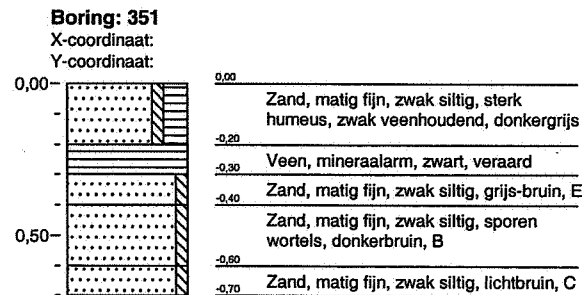 Boring: 351
X-coordinaat:
Y-coordinaat:
0,00
0,00
Zand, matig fijn, zwak siltig, sterk
humeus, zwak veenhoudend, donkergrijs
-0,20
Veen, mineraalarm, zwart, veraard
-0,30
Zand, matig fijn, zwak siltig, grijs-bruin, E
-0,40
Zand, matig fijn, zwak siltig, sporen
0,50
wortels, donkerbruin, B
-0,60
Zand, matig fijn, zwak siltig, lichtbruin, C
-0,70